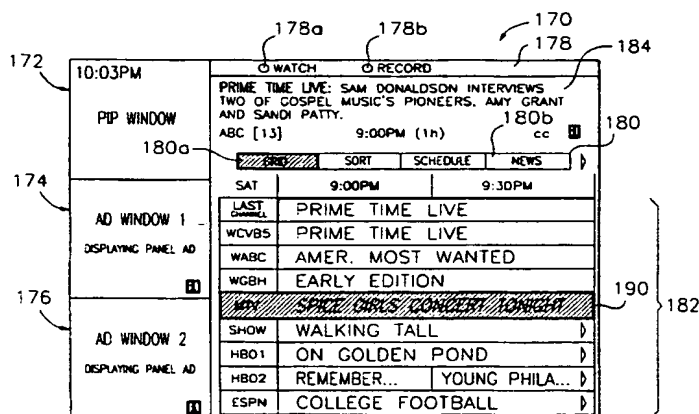 178a 178b 170
178
172 10:03PM WATCH RECORD 184
PRIME TIME LIVE: SAM DONALDSON INTERVIEWS
TWO OF GOSPEL MUSIC'S PIONEERS, AMY GRANT
AND SANDI PATTY.
PIP WINDOW
ABC [13] 9:00PM (1h) cc
180b 180
180a GRID SORT SCHEDULE NEWS
174 SAT 9:00PM 9:30PM
LAST CHANNEL PRIME TIME LIVE
AD WINDOW 1
WCVB5 PRIME TIME LIVE
DISPLAYING PANEL AD
WABC AMER. MOST WANTED
WGBH EARLY EDITION
176 MTV SPICE GIRLS CONCERT TONIGHT 190
182
AD WINDOW 2
SHOW WALKING TALL
DISPLAYING PANEL AD
HBO1 ON GOLDEN POND
HBO2 REMEMBER... YOUNG PHILA...
ESPN COLLEGE FOOTBALL